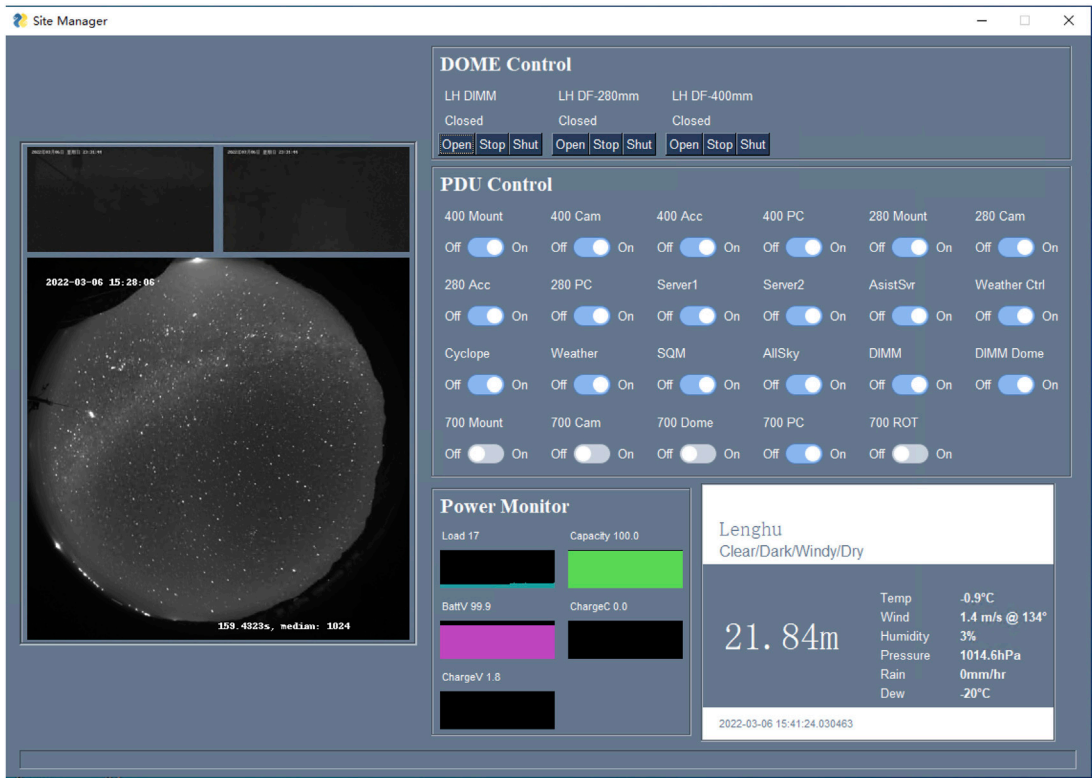 Site Manager
DOME Control
LH DIMM LH DF-280mm LH DF-400mm
Closed Closed Closed
Open Stop Shut Open Stop Shut Open Stop Shut
PDU Control
400 Mount 400 Cam 400 Acc 400 PC 280 Mount 280 Cam
Off On Off On Off On Off On Off On Off On
280 Acc 280 PC Server1 Server2 AsistSvr Weather Ctrl
Off On Off On Off On Off On Off On Off On
Cyclope Weather SQM AllSky DIMM DIMM Dome
Off On Off On Off On Off On Off On Off On
700 Mount 700 Cam 700 Dome 700 PC 700 ROT
Off On Off On Off On Off On Off On
2022-03-06 15:28:06
159.4323s, median: 1024
Power Monitor
Load 17 Capacity 100.0
BattV 99.9 ChargeC 0.0
ChargeV 1.8
Lenghu
Clear/Dark/Windy/Dry
21.84m
Temp -0.9°C
Wind 1.4 m/s @ 134°
Humidity 3%
Pressure 1014.6hPa
Rain 0mm/hr
Dew -20°C
2022-03-06 15:41:24.030463